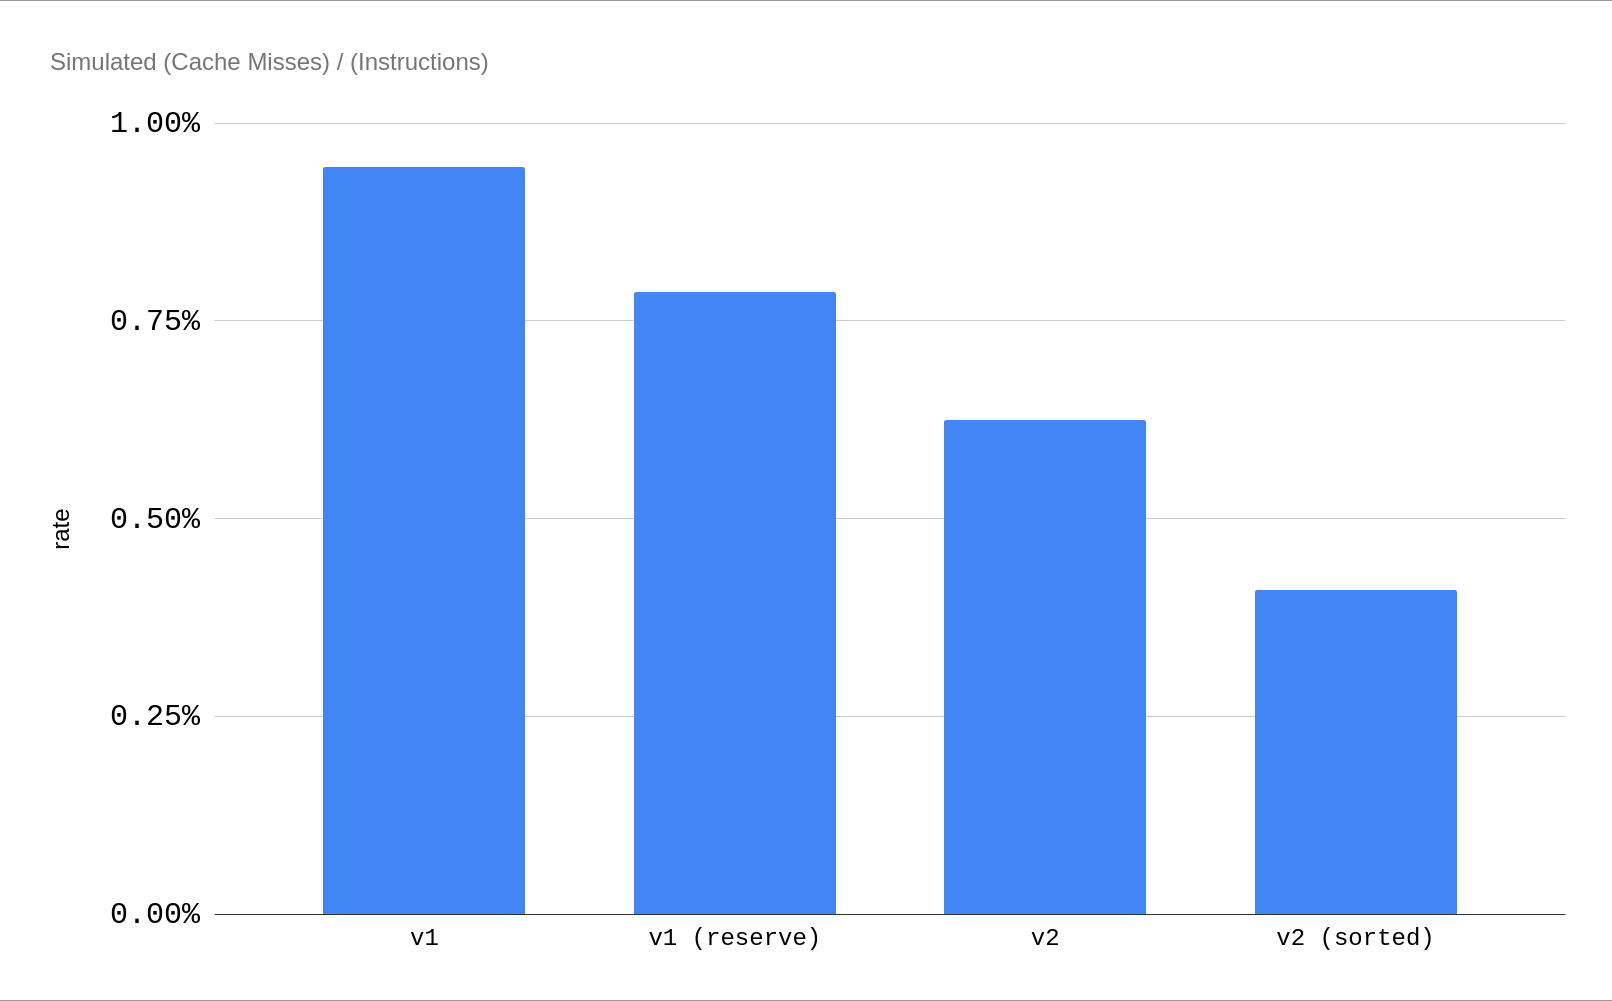 Simulated (Cache Misses) / (Instructions)
1.00%
0.75%
0.50%
0.25%
0.00%
rate
v1
v1 (reserve)
v2
v2 (sorted)